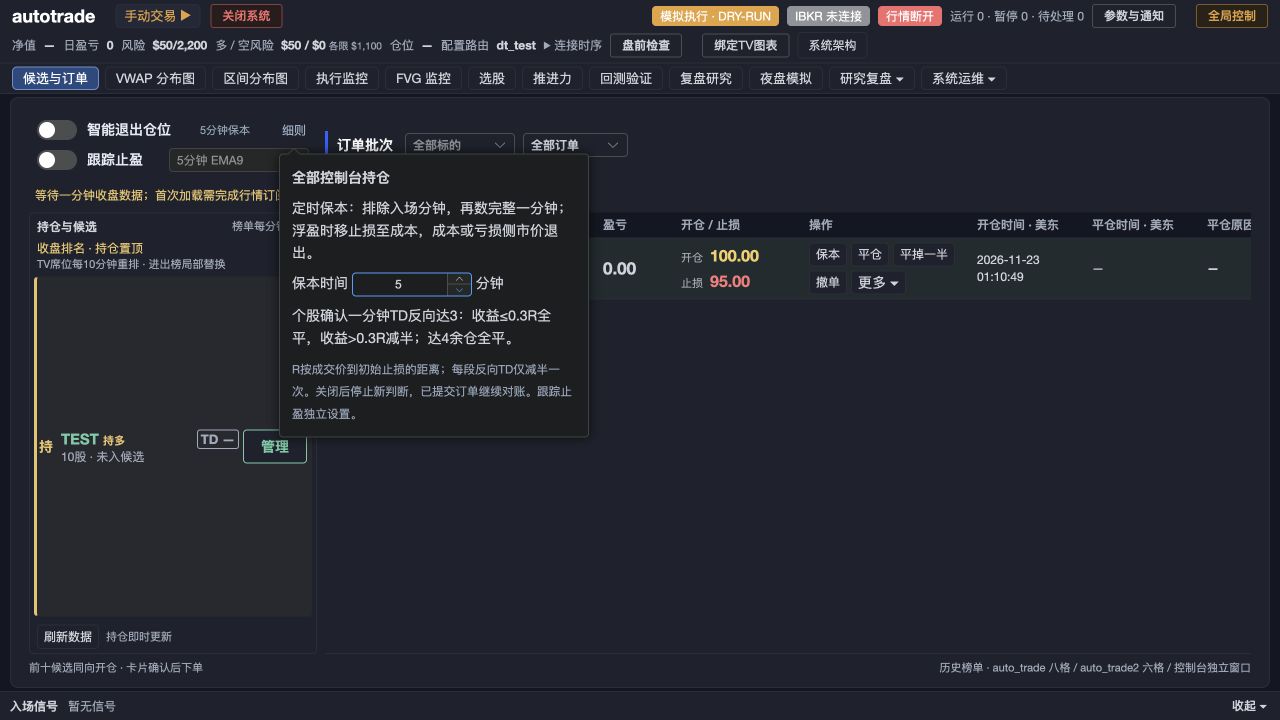 autotrade 手动交易 ▶ 关闭系统 模拟执行 · DRY-RUN IBKR 未连接 行情断开 运行 0 · 暂停 0 · 待处理 0 参数与通知 全局控制
净值 — 日盈亏 0 风险 $50/2,200 多 / 空风险 $50 / $0 各限 $1,100 仓位 — 配置路由 dt_test ▶ 连接时序 盘前检查 绑定TV图表 系统架构
候选与订单 VWAP 分布图 区间分布图 执行监控 FVG 监控 选股 推进力 回测验证 复盘研究 夜盘模拟 研究复盘 系统运维
智能退出仓位 5分钟保本 细则
跟踪止盈 5分钟 EMA9
订单批次 全部标的 全部订单
等待一分钟收盘数据；首次加载需完成行情订
持仓与候选 榜单每分
收盘排名 · 持仓置顶
TV席位每10分钟重排 · 进出榜局部替换
持 TEST 持多
10股 · 未入候选
TD — 管理
刷新数据 持仓即时更新
全部控制台持仓
定时保本：排除入场分钟，再数完整一分钟；
浮盈时移止损至成本，成本或亏损侧市价退
出。
保本时间 5 分钟
个股确认一分钟TD反向达3：收益≤0.3R全
平，收益>0.3R减半；达4余仓全平。
R按成交价到初始止损的距离；每段反向TD仅减半一
次。关闭后停止新判断，已提交订单继续对账。跟踪止
盈独立设置。
盈亏 开仓 / 止损 操作 开仓时间 · 美东 平仓时间 · 美东 平仓原因
0.00 开仓 100.00 保本 平仓 平掉一半 2026-11-23 — —
止损 95.00 撤单 更多 01:10:49
前十候选同向开仓 · 卡片确认后下单
历史榜单 · auto_trade 八格 / auto_trade2 六格 / 控制台独立窗口
入场信号 暂无信号 收起